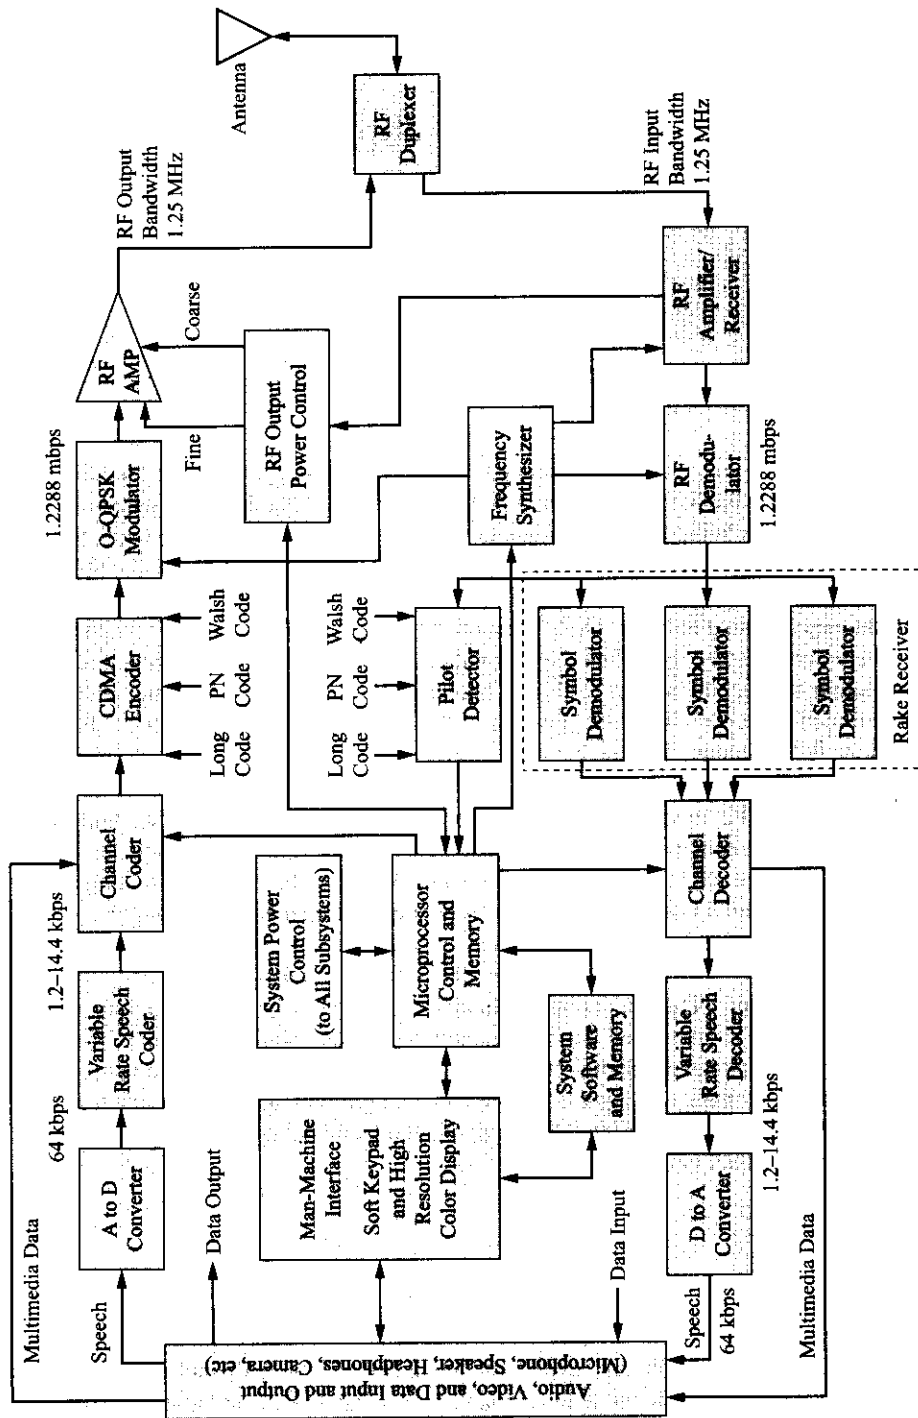 Multimedia Data
Speech
A to D
Converter
64 kbps
Variable
Rate Speech
Coder
1.2–14.4 kbps
Channel
Coder
CDMA
Encoder
Long
Code
PN
Code
Walsh
Code
O-QPSK
Modulator
1.2288 mbps
RF
AMP
Fine
Coarse
RF Output
Bandwidth
1.25 MHz
Antenna
RF
Duplexer
RF Output
Power Control
Data Output
Audio, Video, and Data Input and Output
(Microphone, Speaker, Headphones, Camera, etc)
Man-Machine
Interface
Soft Keypad
and High
Resolution
Color Display
System Power
Control
(to All Subsystems)
Microprocessor
Control and
Memory
System
Software
and Memory
Long
Code
PN
Code
Walsh
Code
Pilot
Detector
Frequency
Synthesizer
RF Input
Bandwidth
1.25 MHz
Data Input
Speech
64 kbps
D to A
Converter
1.2–14.4 kbps
Variable
Rate Speech
Decoder
Channel
Decoder
Symbol
Demodulator
Symbol
Demodulator
Symbol
Demodulator
Rake Receiver
RF
Demodu-
lator
1.2288 mbps
RF
Amplifier/
Receiver
Multimedia Data